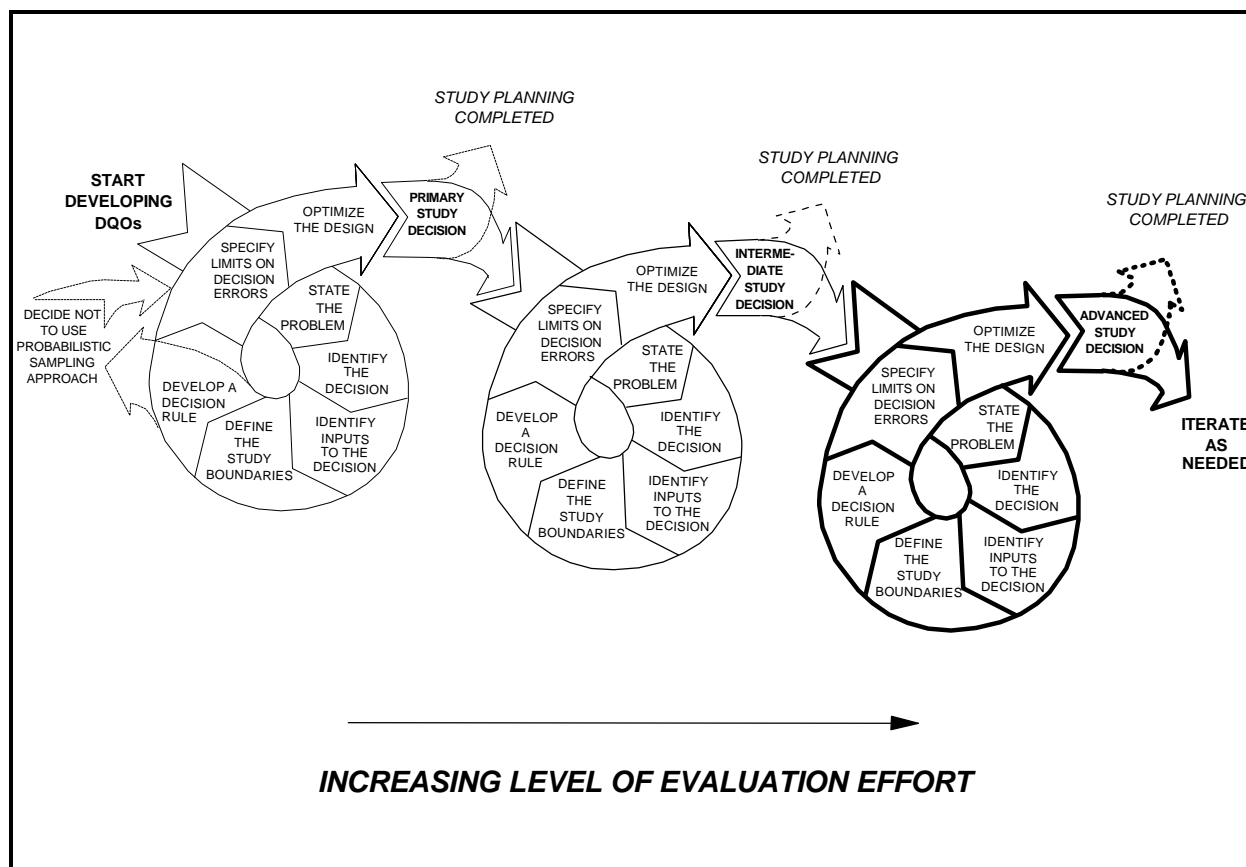 STUDY PLANNING
COMPLETED
START
DEVELOPING
DQOs
OPTIMIZE
THE DESIGN
PRIMARY
STUDY
DECISION
SPECIFY
LIMITS ON
DECISION
ERRORS
STATE
THE
PROBLEM
DECIDE NOT
TO USE
PROBABILISTIC
SAMPLING
APPROACH
IDENTIFY
THE
DECISION
DEVELOP A
DECISION
RULE
DEFINE
THE
STUDY
BOUNDARIES
IDENTIFY
INPUTS
TO THE
DECISION
STUDY PLANNING
COMPLETED
OPTIMIZE
THE DESIGN
INTERME-
DIATE
STUDY
DECISION
SPECIFY
LIMITS ON
DECISION
ERRORS
STATE
THE
PROBLEM
DEVELOP
A
DECISION
RULE
IDENTIFY
THE
DECISION
DEFINE
THE
STUDY
BOUNDARIES
IDENTIFY
INPUTS
TO THE
DECISION
STUDY PLANNING
COMPLETED
OPTIMIZE
THE DESIGN
ADVANCED
STUDY
DECISION
SPECIFY
LIMITS ON
DECISION
ERRORS
STATE
THE
PROBLEM
ITERATE
AS
NEEDED
DEVELOP
A
DECISION
RULE
IDENTIFY
THE
DECISION
DEFINE
THE
STUDY
BOUNDARIES
IDENTIFY
INPUTS
TO THE
DECISION
INCREASING LEVEL OF EVALUATION EFFORT